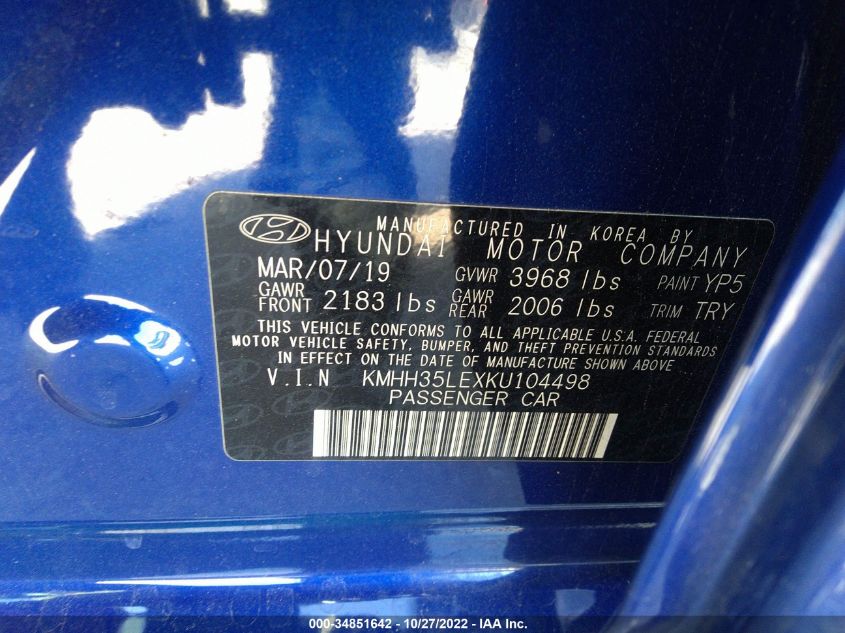 MANUFACTURED IN KOREA BY
HYUNDAI MOTOR COMPANY
MAR/07/19 GVWR 3968 lbs PAINT YP5
GAWR FRONT 2183 lbs GAWR REAR 2006 lbs TRIM TRY
THIS VEHICLE CONFORMS TO ALL APPLICABLE U.S.A. FEDERAL
MOTOR VEHICLE SAFETY, BUMPER, AND THEFT PREVENTION STANDARDS
IN EFFECT ON THE DATE OF MANUFACTURE SHOWN ABOVE
V.I.N KMHH35LEXKU104498
PASSENGER CAR
000-34851642 - 10/27/2022 - IAA Inc.